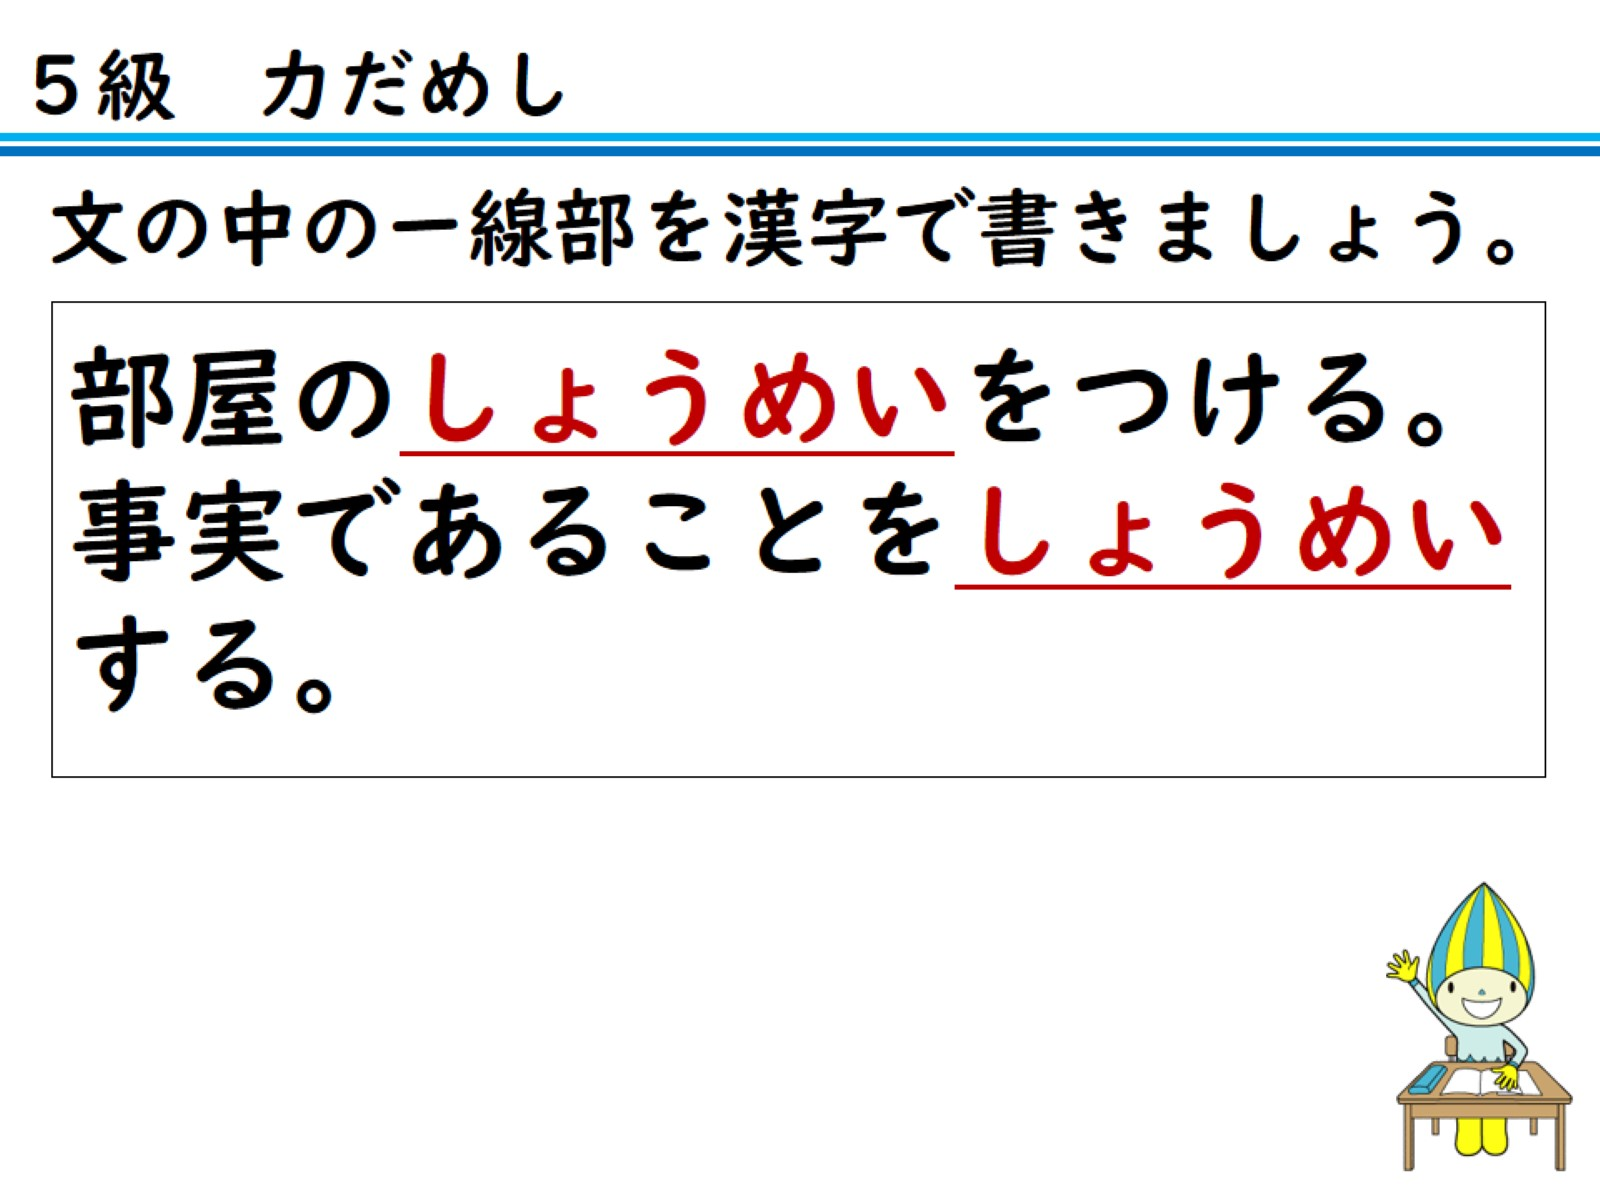 ５級　力だめし
文の中の一線部を漢字で書きましょう。
部屋のしょうめいをつける。
事実であることをしょうめい
する。